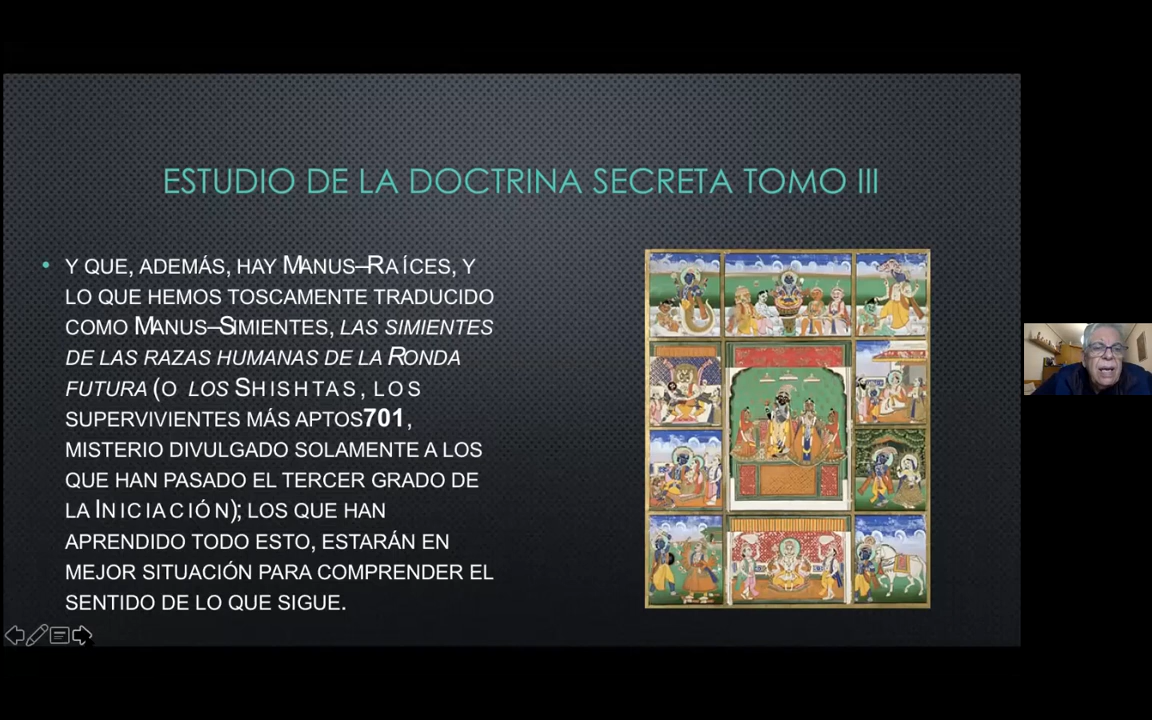 ESTUDIO DE LA DOCTRINA SECRETA TOMO III
• Y QUE, ADEMÁS, HAY MANUS–RAÍCES, Y
LO QUE HEMOS TOSCAMENTE TRADUCIDO
COMO MANUS–SIMIENTES, LAS SIMIENTES
DE LAS RAZAS HUMANAS DE LA RONDA
FUTURA (O LOS SHISHTAS, LOS
SUPERVIVIENTES MÁS APTOS701,
MISTERIO DIVULGADO SOLAMENTE A LOS
QUE HAN PASADO EL TERCER GRADO DE
LA INICIACIÓN); LOS QUE HAN
APRENDIDO TODO ESTO, ESTARÁN EN
MEJOR SITUACIÓN PARA COMPRENDER EL
SENTIDO DE LO QUE SIGUE.